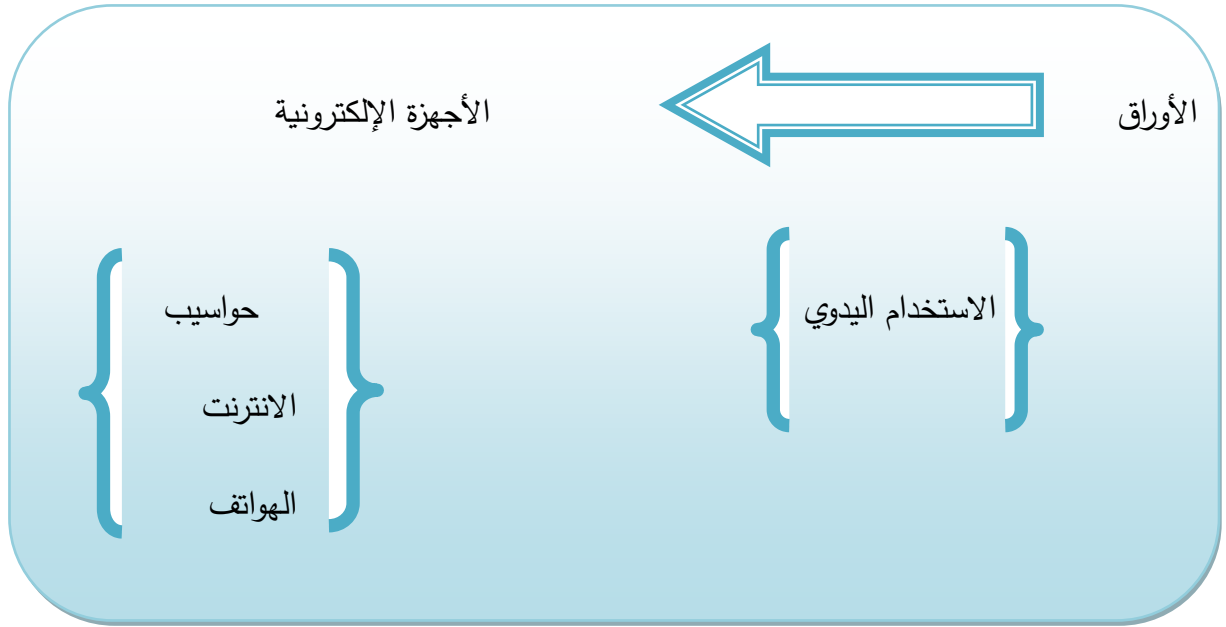 الأوراق
الأجهزة الإلكترونية
الاستخدام اليدوي
حواسيب
الانترنت
الهواتف